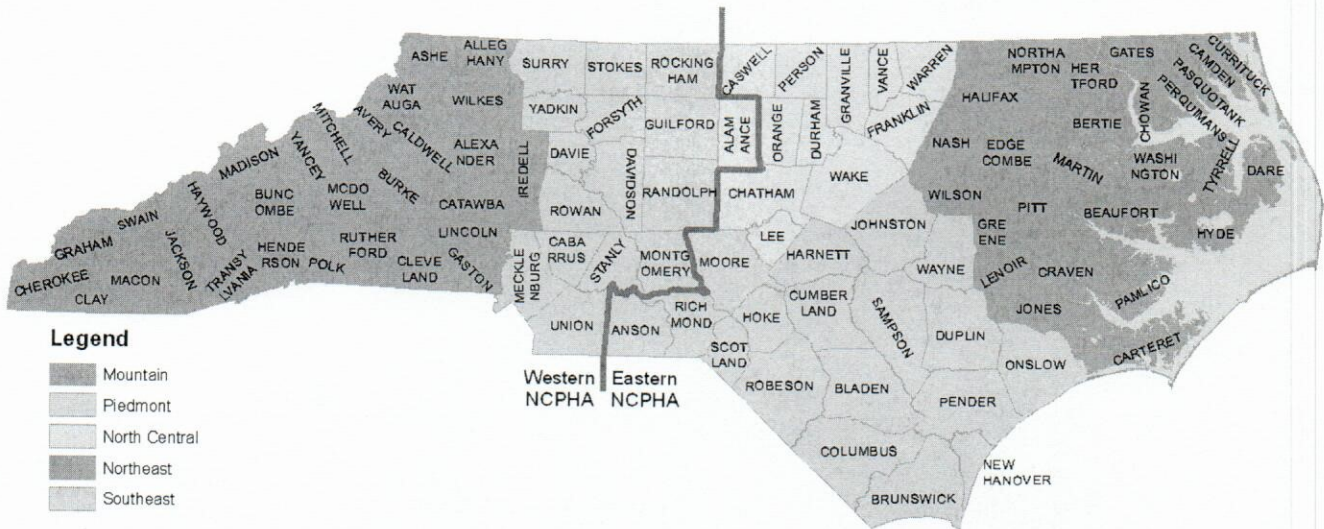 ASHE
ALLEG
HANY
SURRY
STOKES
ROCKING
HAM
CASWELL
PERSON
GRANVILLE
VANCE
WARREN
NORTHA
MPTON
GATES
HER
TFORD
CURRITUCK
CAMDEN
PASQUOTANK
PERQUMANS
WAT
AUGA
WILKES
YADKIN
FORSYTH
GUILFORD
ALAM
ANCE
ORANGE
DURHAM
FRANKLIN
HALIFAX
BERTIE
CHOWAN
MITCHELL
AVERY
CALDWELL
ALEXA
NDER
IREDELL
DAVIE
DAVIDSON
RANDOLPH
CHATHAM
WAKE
NASH
EDGE
COMBE
MARTIN
WASHI
NGTON
TYRRELL
DARE
MADISON
YANCEY
MCDO
WELL
BURKE
CATAWBA
ROWAN
WILSON
PITT
BEAUFORT
HYDE
HAYWOOD
BUNC
OMBE
SWAIN
GRAHAM
JACKSON
HENDE
RSON
RUTHER
FORD
LINCOLN
CABA
RRUS
STANLY
MONTG
OMERY
MOORE
LEE
HARNETT
JOHNSTON
GRE
ENE
WAYNE
LENOIR
CRAVEN
PAMLICO
CHEROKEE
CLAY
MACON
TRANSY
LVANIA
POLK
CLEVE
LAND
GASTON
MECKLE
NBURG
UNION
ANSON
RICH
MOND
HOKE
CUMBER
LAND
SAMPSON
DUPLIN
JONES
CARTERET
ONSLOW
SCOT
LAND
ROBESON
BLADEN
PENDER
COLUMBUS
NEW
HANOVER
BRUNSWICK
Western
NCPHA
Eastern
NCPHA
Legend
Mountain
Piedmont
North Central
Northeast
Southeast